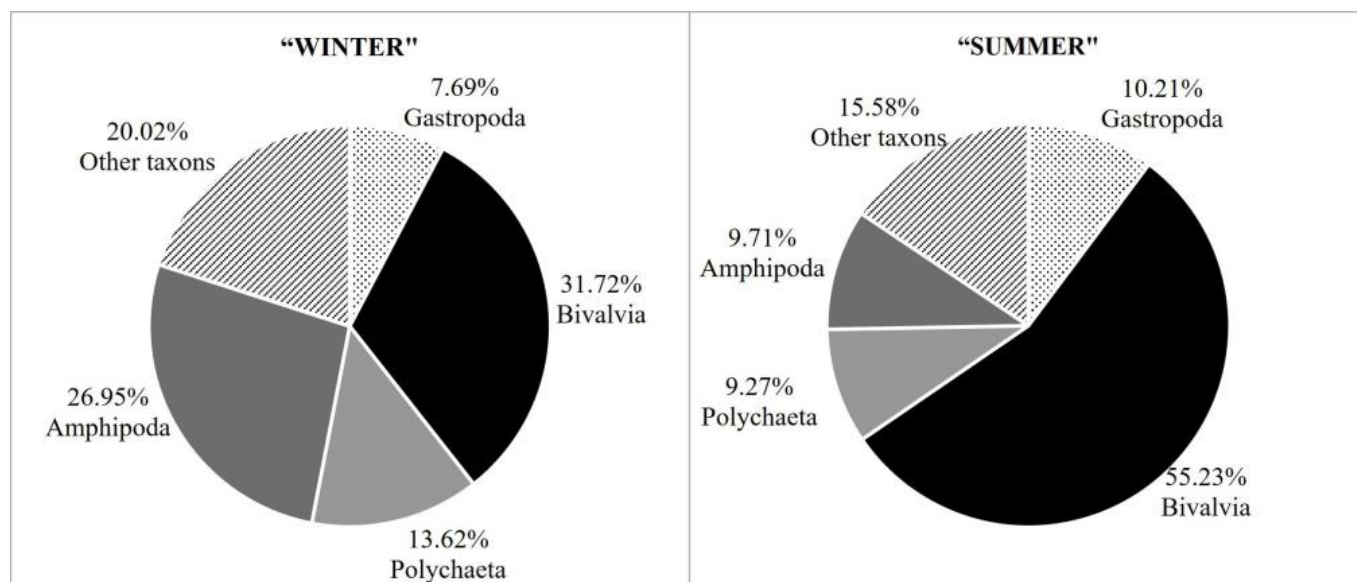 “WINTER"
7.69%
Gastropoda
31.72%
Bivalvia
13.62%
Polychaeta
26.95%
Amphipoda
20.02%
Other taxons
“SUMMER"
10.21%
Gastropoda
55.23%
Bivalvia
9.27%
Polychaeta
9.71%
Amphipoda
15.58%
Other taxons